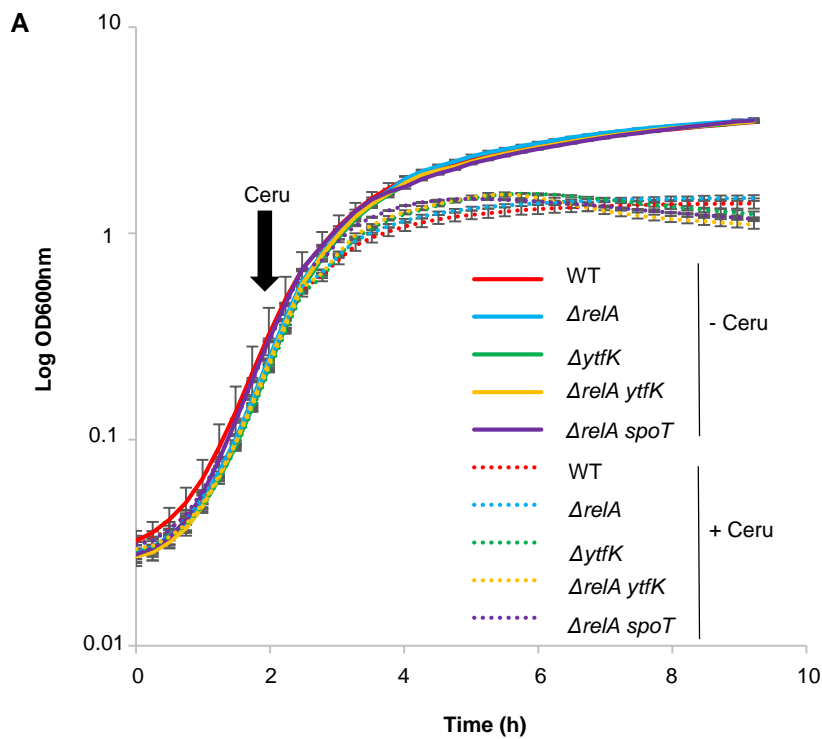 A
10
1
0.1
0.01
0
2
4
6
8
10
Log OD600nm
Time (h)
Ceru
WT
ΔrelA
ΔytfK
ΔrelA ytfK
ΔrelA spoT
- Ceru
WT
ΔrelA
ΔytfK
ΔrelA ytfK
ΔrelA spoT
+ Ceru